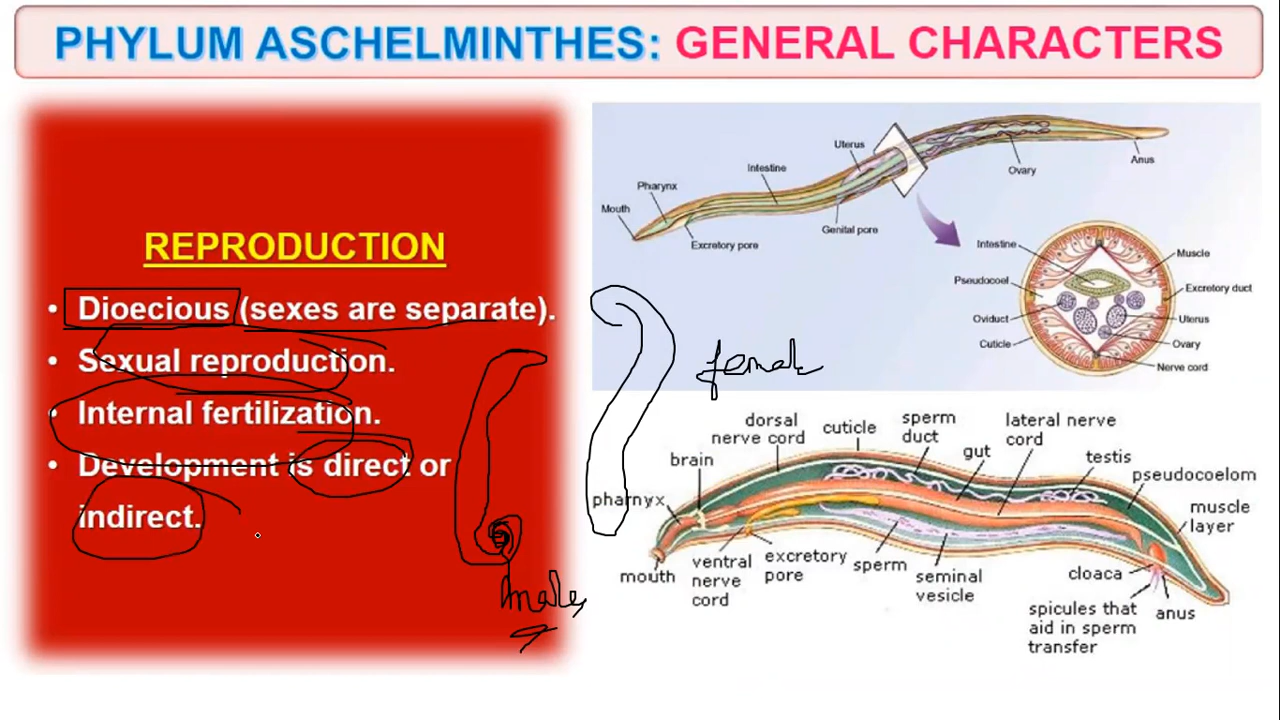 PHYLUM ASCHELMINTHES: GENERAL CHARACTERS
REPRODUCTION
• Dioecious (sexes are separate).
• Sexual reproduction.
• Internal fertilization.
• Development is direct or
indirect.
male
female
Uterus
Intestine
Pharynx
Mouth
Excretory pore
Genital pore
Ovary
Anus
Intestine
Pseudocoel
Oviduct
Cuticle
Muscle
Excretory duct
Uterus
Ovary
Nerve cord
dorsal
nerve cord
cuticle
sperm
duct
lateral nerve
cord
brain
gut
testis
pseudocoelom
pharnyx
muscle
layer
mouth
ventral
nerve
cord
excretory
pore
sperm
seminal
vesicle
cloaca
spicules that
aid in sperm
transfer
anus